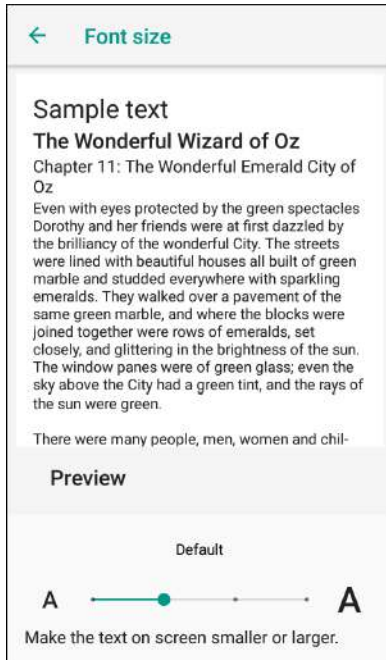 Font size
Sample text
The Wonderful Wizard of Oz
Chapter 11: The Wonderful Emerald City of
Oz
Even with eyes protected by the green spectacles
Dorothy and her friends were at first dazzled by
the brilliancy of the wonderful City. The streets
were lined with beautiful houses all built of green
marble and studded everywhere with sparkling
emeralds. They walked over a pavement of the
same green marble, and where the blocks were
joined together were rows of emeralds, set
closely, and glittering in the brightness of the sun.
The window panes were of green glass; even the
sky above the City had a green tint, and the rays of
the sun were green.
There were many people, men, women and chil-
Preview
Default
A A
Make the text on screen smaller or larger.